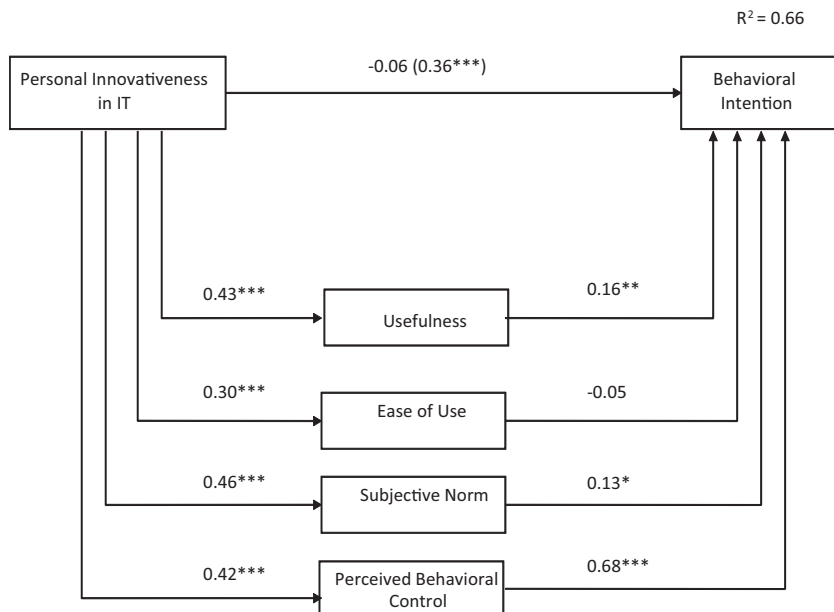 R² = 0.66
Personal Innovativeness
in IT
-0.06 (0.36***)
Behavioral
Intention
0.43***
Usefulness
0.16**
0.30***
Ease of Use
-0.05
0.46***
Subjective Norm
0.13*
0.42***
Perceived Behavioral
Control
0.68***